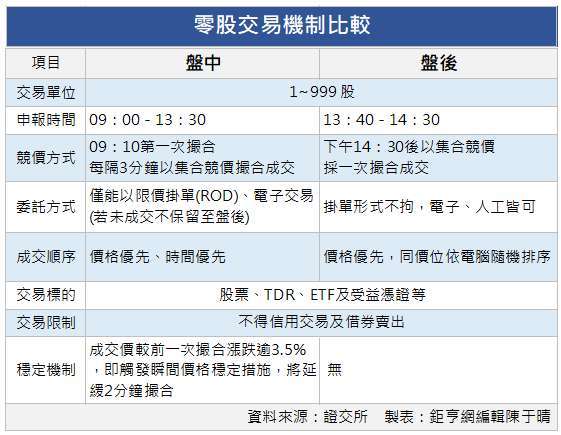 零股交易機制比較
項目 盤中 盤後
交易單位 1~999 股
申報時間 09：00 - 13：30 13：40 - 14：30
競價方式 09：10第一次撮合 下午14：30後以集合競價
每隔3分鐘以集合競價撮合成交 採一次撮合成交
委託方式 僅能以限價掛單(ROD)、電子交易 掛單形式不拘，電子、人工皆可
(若未成交不保留至盤後)
成交順序 價格優先、時間優先 價格優先，同價位依電腦隨機排序
交易標的 股票、TDR、ETF及受益憑證等
交易限制 不得信用交易及借券賣出
穩定機制 成交價較前一次撮合漲跌逾3.5% 無
，即觸發瞬間價格穩定措施，將延
緩2分鐘撮合
資料來源：證交所 製表：鉅亨網編輯陳于晴